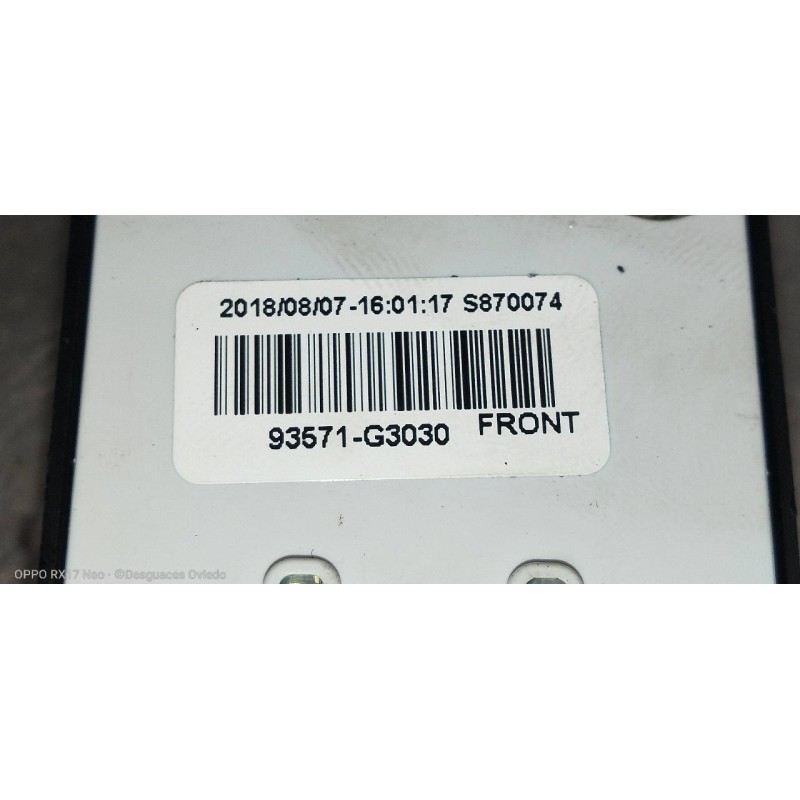 2018/08/07-16:01:17 S870074
93571-G3030 FRONT
OPPO RX17 Neo · ©Desguaces Oviedo